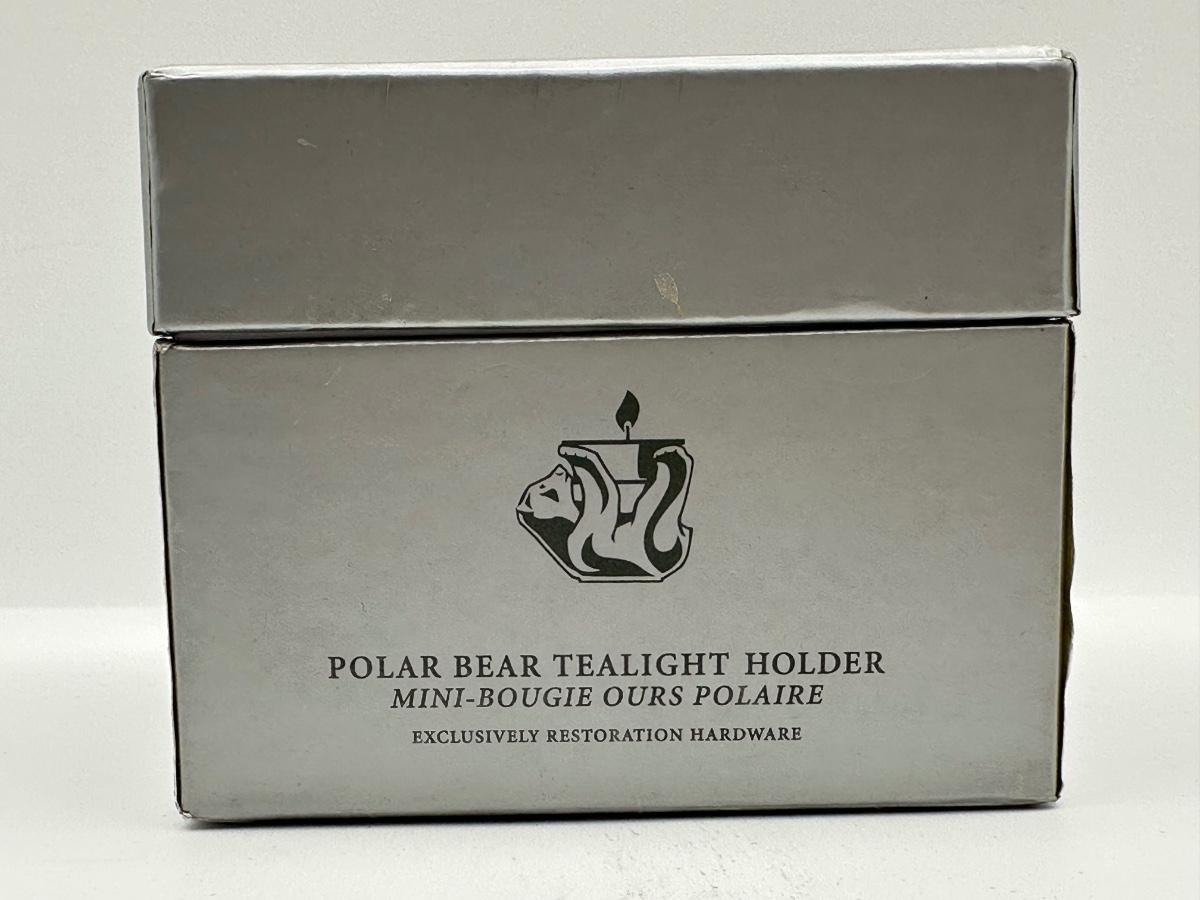 POLAR BEAR TEALIGHT HOLDER
MINI-BOUGIE OURS POLAIRE
EXCLUSIVELY RESTORATION HARDWARE